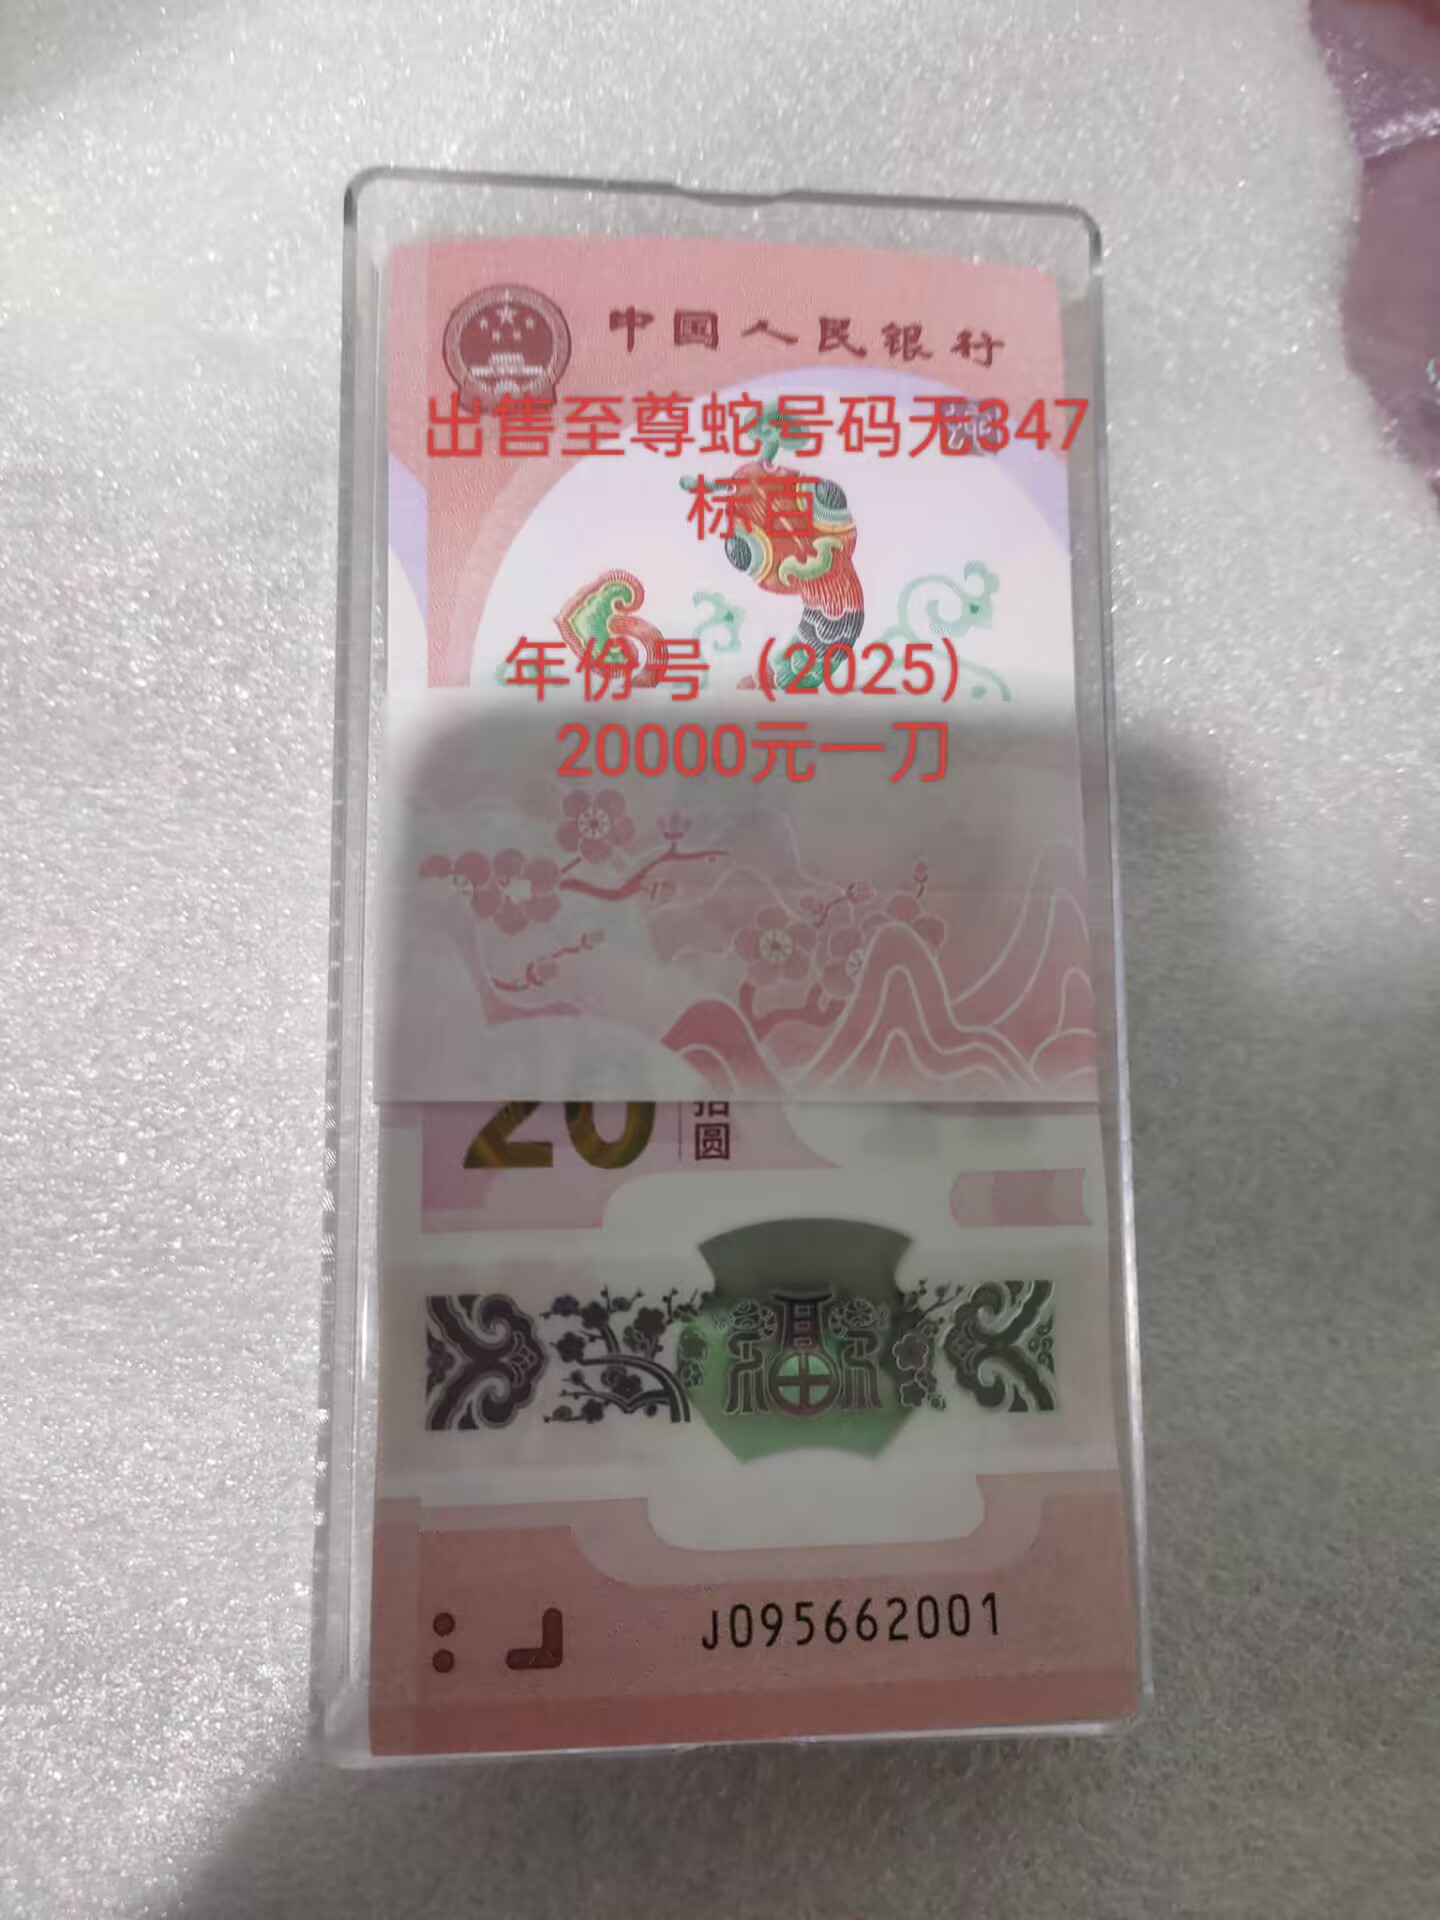 中国人民银行
出售至尊蛇号码无347
标百
年份号（2025）
20000元一刀
20
圆
福
J095662001